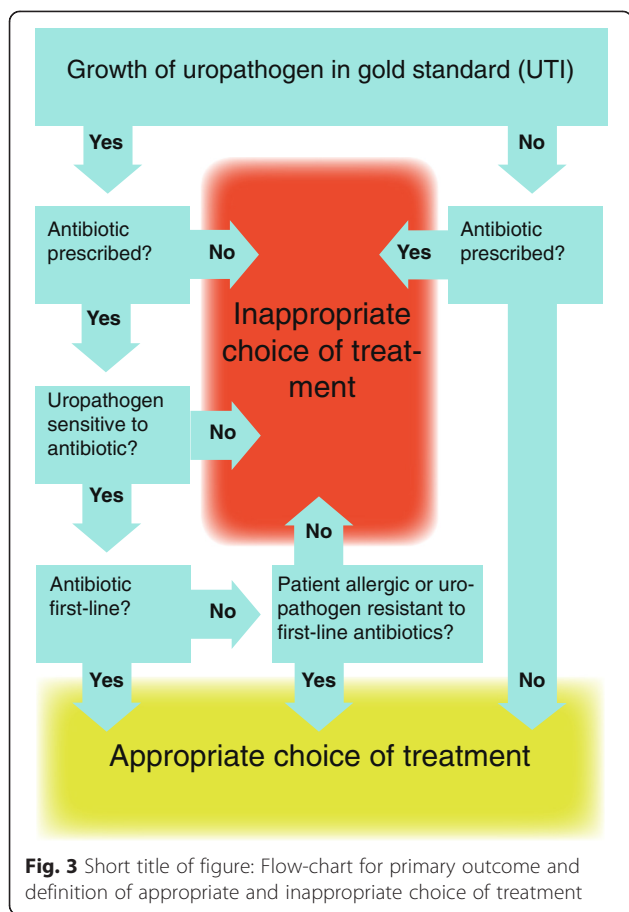 Growth of uropathogen in gold standard (UTI)
Yes
No
Antibiotic
prescribed?
No
Yes
Antibiotic
prescribed?
Inappropriate
choice of treat-
ment
Yes
Uropathogen
sensitive to
antibiotic?
No
Yes
No
Antibiotic
first-line?
No
Patient allergic or uro-
pathogen resistant to
first-line antibiotics?
Yes
Yes
No
Appropriate choice of treatment
Fig. 3 Short title of figure: Flow-chart for primary outcome and
definition of appropriate and inappropriate choice of treatment